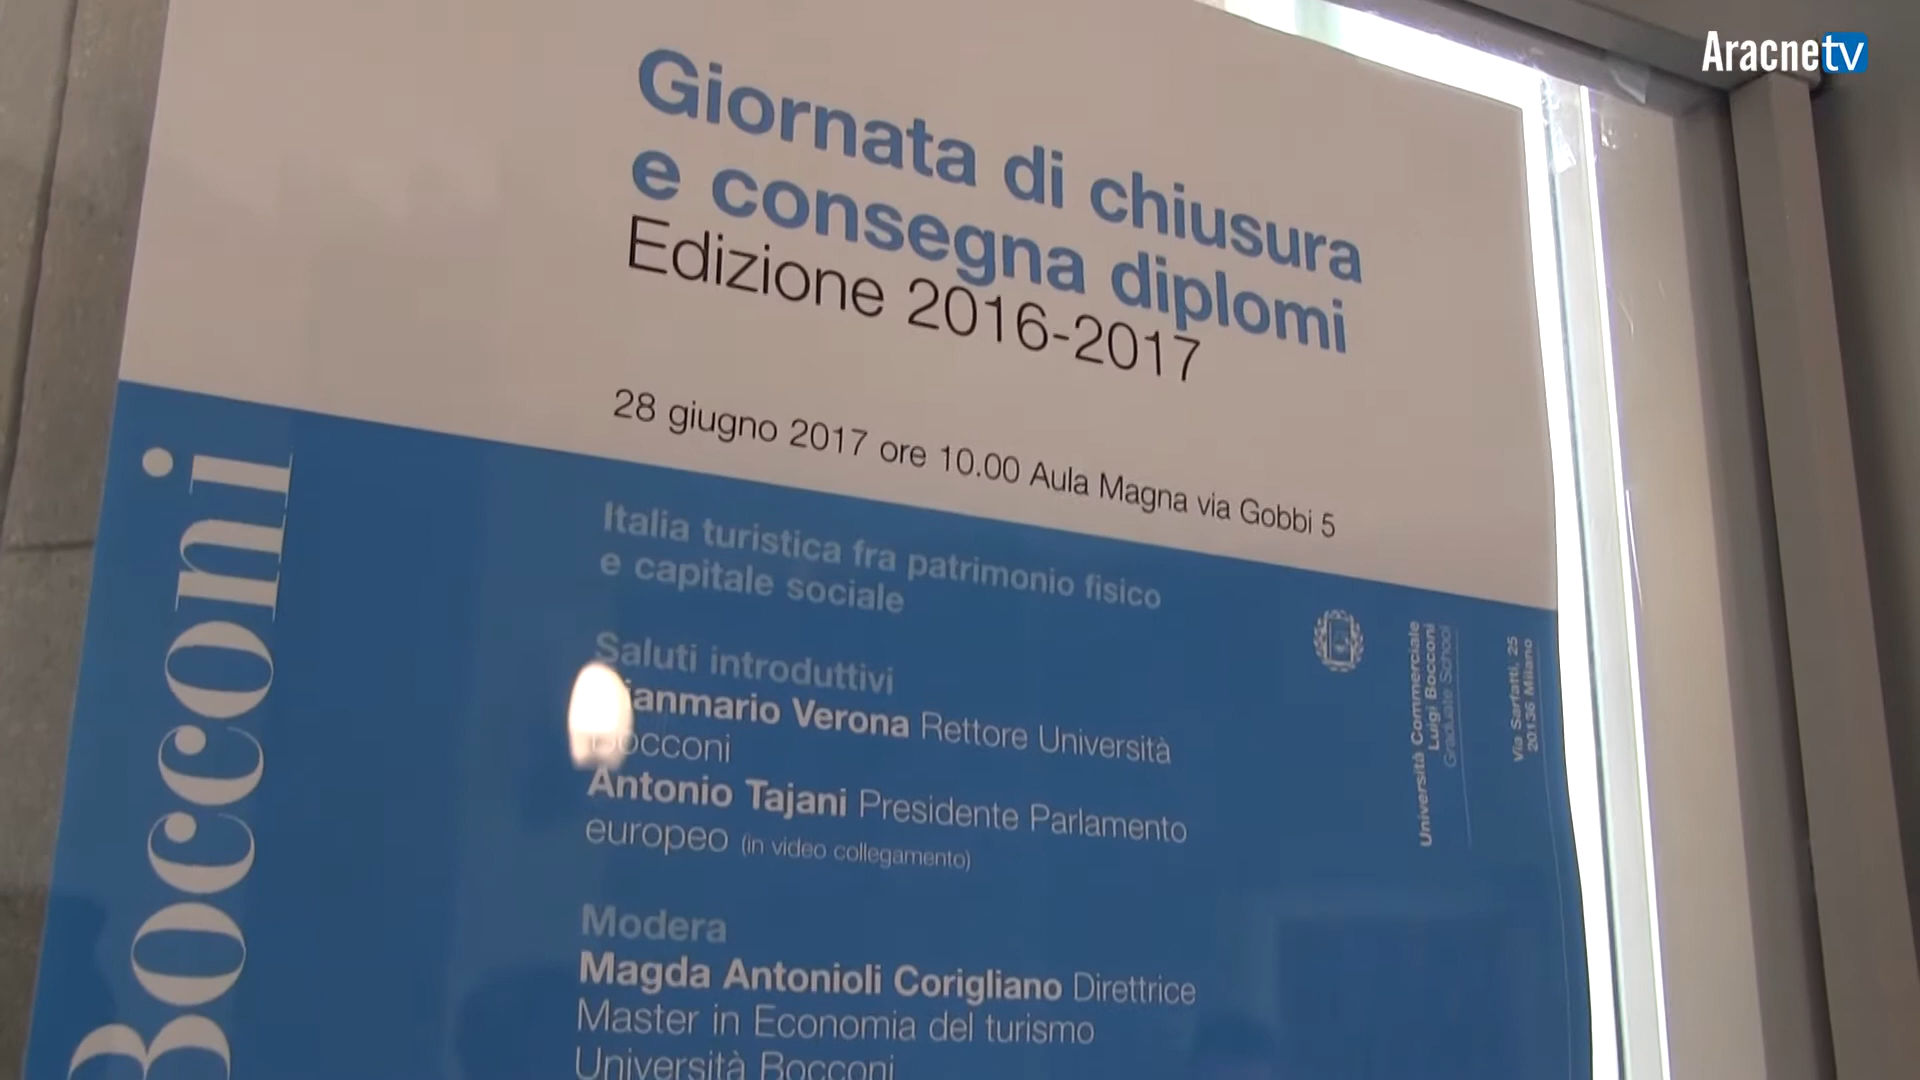 Aracnetv
Giornata di chiusura
e consegna diplomi
Edizione 2016-2017
28 giugno 2017 ore 10.00 Aula Magna via Gobbi 5
Bocconi
Italia turistica fra patrimonio fisico
e capitale sociale
Saluti introduttivi
Gianmario Verona Rettore Università
Bocconi
Antonio Tajani Presidente Parlamento
europeo (in video collegamento)
Modera
Magda Antonioli Corigliano Direttrice
Master in Economia del turismo
Università Bocconi
Università Commerciale
Luigi Bocconi
Graduate School
Via Sarfatti, 25
20136 Milano